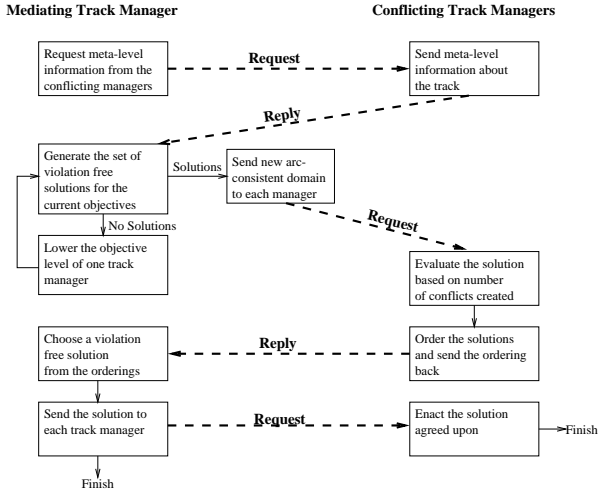 Mediating Track Manager
Conflicting Track Managers
Request meta-level
information from the
conflicting managers
Request
Send meta-level
information about
the track
Reply
Generate the set of
violation free
solutions for the
current objectives
Solutions
Send new arc-
consistent domain
to each manager
No Solutions
Request
Lower the objective
level of one track
manager
Evaluate the solution
based on number
of conflicts created
Choose a violation
free solution
from the orderings
Reply
Order the solutions
and send the ordering
back
Send the solution to
each track manager
Request
Enact the solution
agreed upon
Finish
Finish